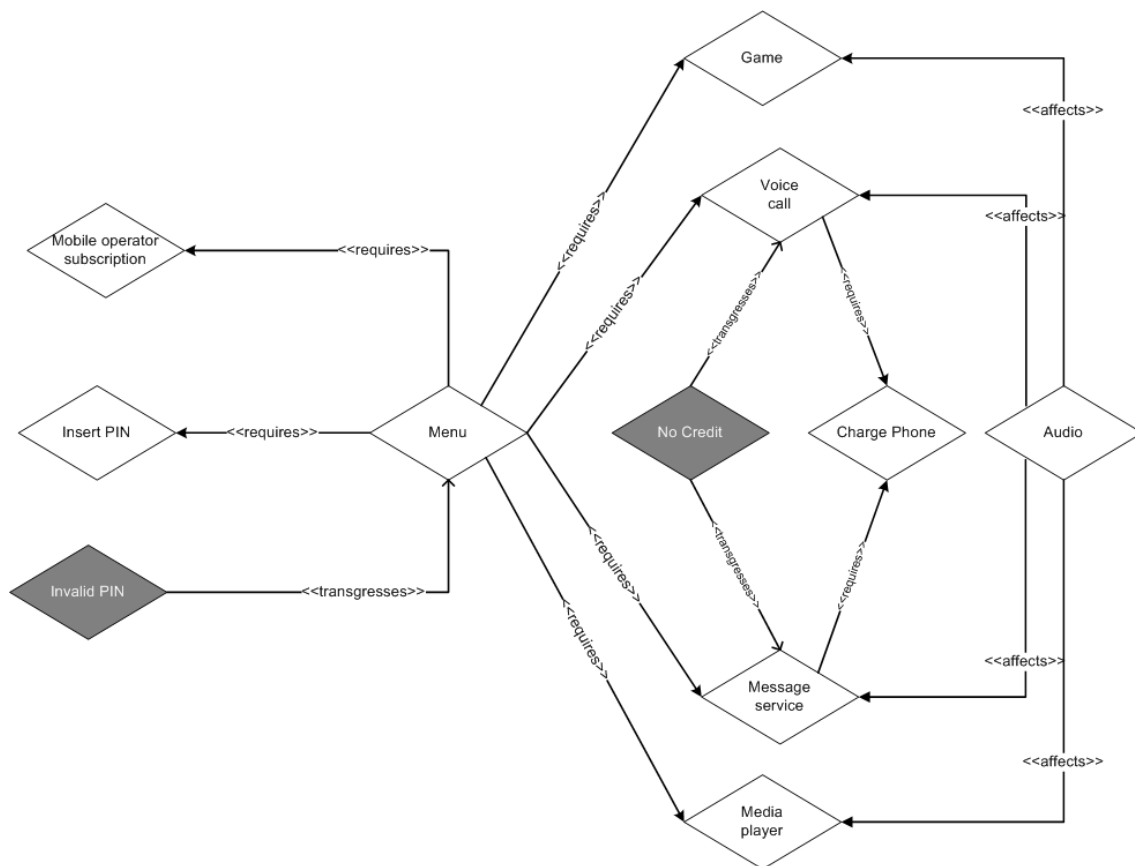 Game
<<affects>>
Voice
call
<<affects>>
<<requires>>
Mobile operator
subscription
<<requires>>
<<requires>>
<<transgresses>>
<<requires>>
Insert PIN
<<requires>>
Menu
No Credit
Charge Phone
Audio
<<requires>>
<<transgresses>>
<<requires>>
Invalid PIN
<<transgresses>>
<<requires>>
Message
service
<<affects>>
<<affects>>
Media
player